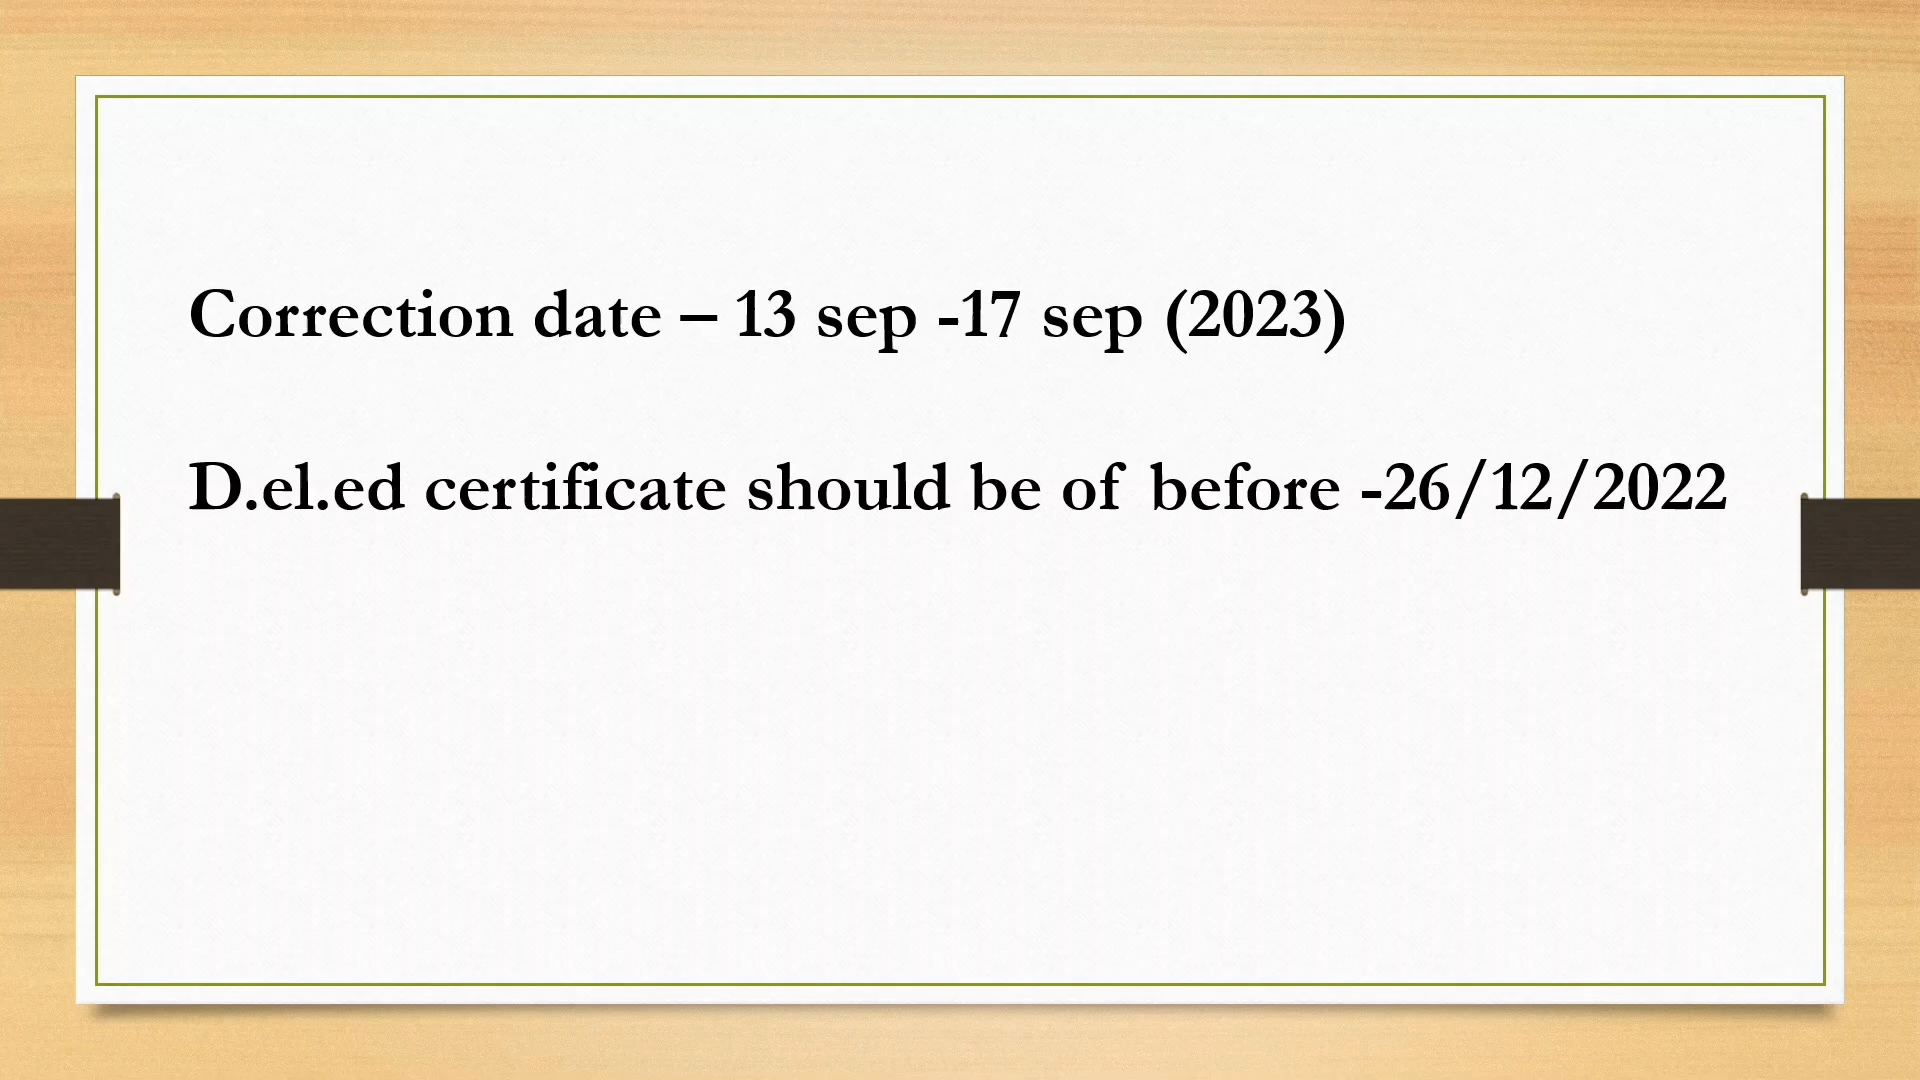 Correction date – 13 sep -17 sep (2023)
D.el.ed certificate should be of before -26/12/2022